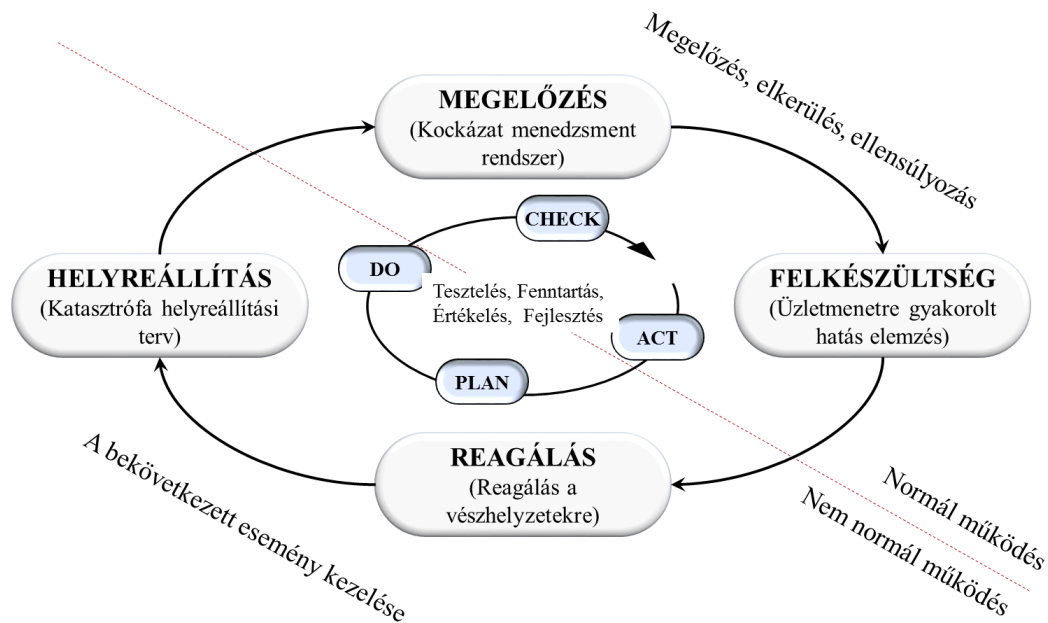 Megelőzés, elkerülés, ellensúlyozás
MEGELŐZÉS
(Kockázat menedzsment
rendszer)
CHECK
DO
HELYREÁLLÍTÁS
(Katasztrófa helyreállítási
terv)
Tesztelés, Fenntartás,
Értékelés, Fejlesztés
FELKÉSZÜLTSÉG
(Üzletmenetre gyakorolt
hatás elemzés)
ACT
PLAN
REAGÁLÁS
(Reagálás a
vészhelyzetekre)
A bekövetkezett esemény kezelése
Normál működés
Nem normál működés